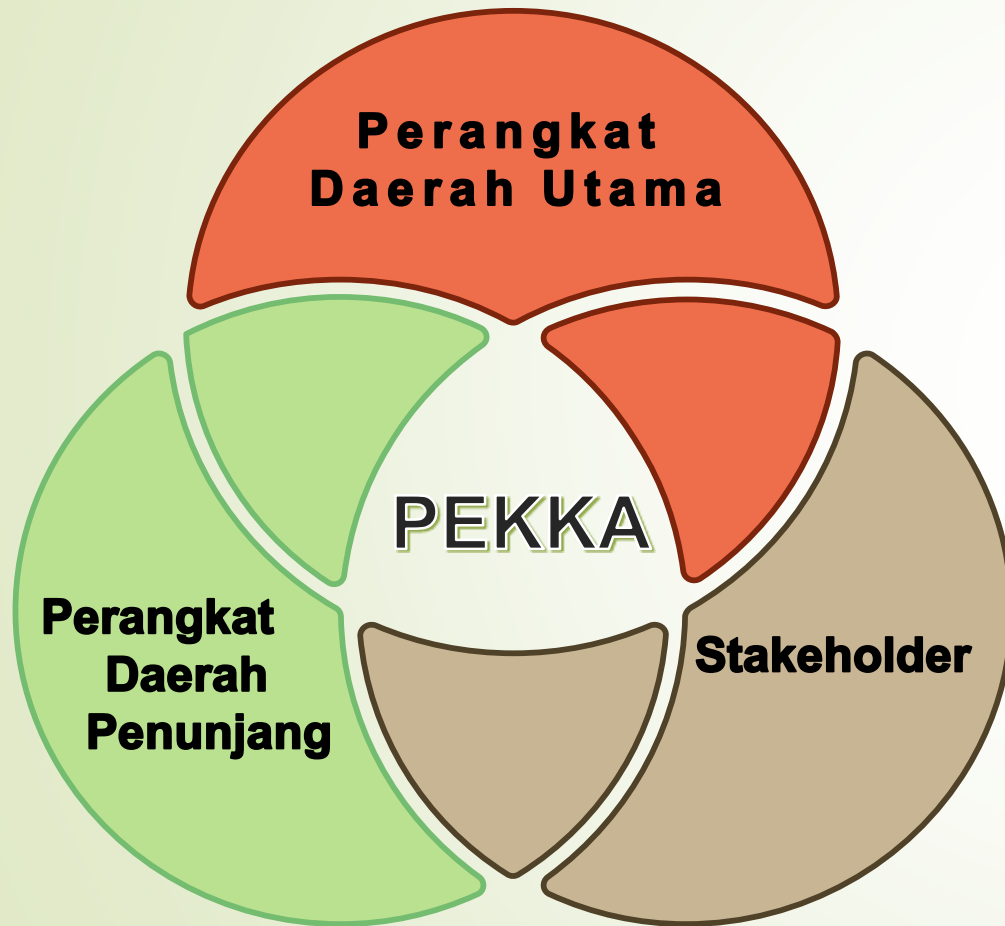 Perangkat
Daerah Utama
PEKKA
Perangkat
Daerah
Penunjang
Stakeholder